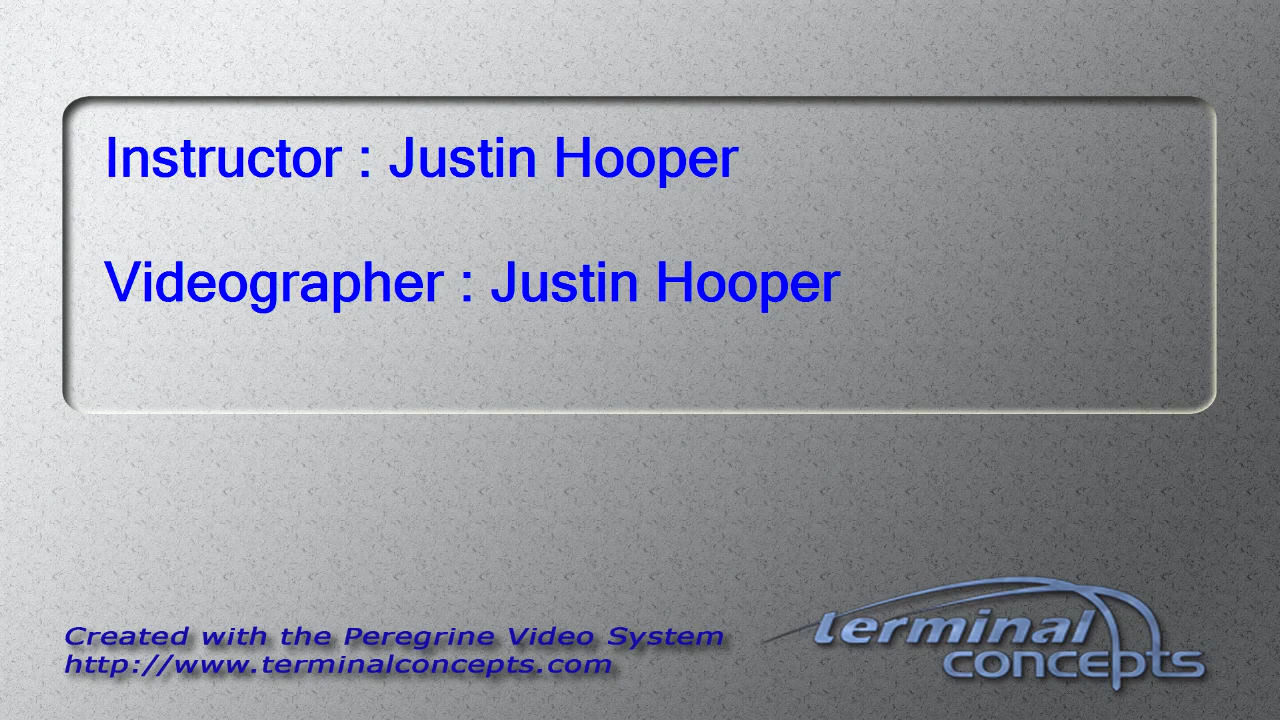 Instructor : Justin Hooper
Videographer : Justin Hooper
Created with the Peregrine Video System
http://www.terminalconcepts.com
terminal
concepts